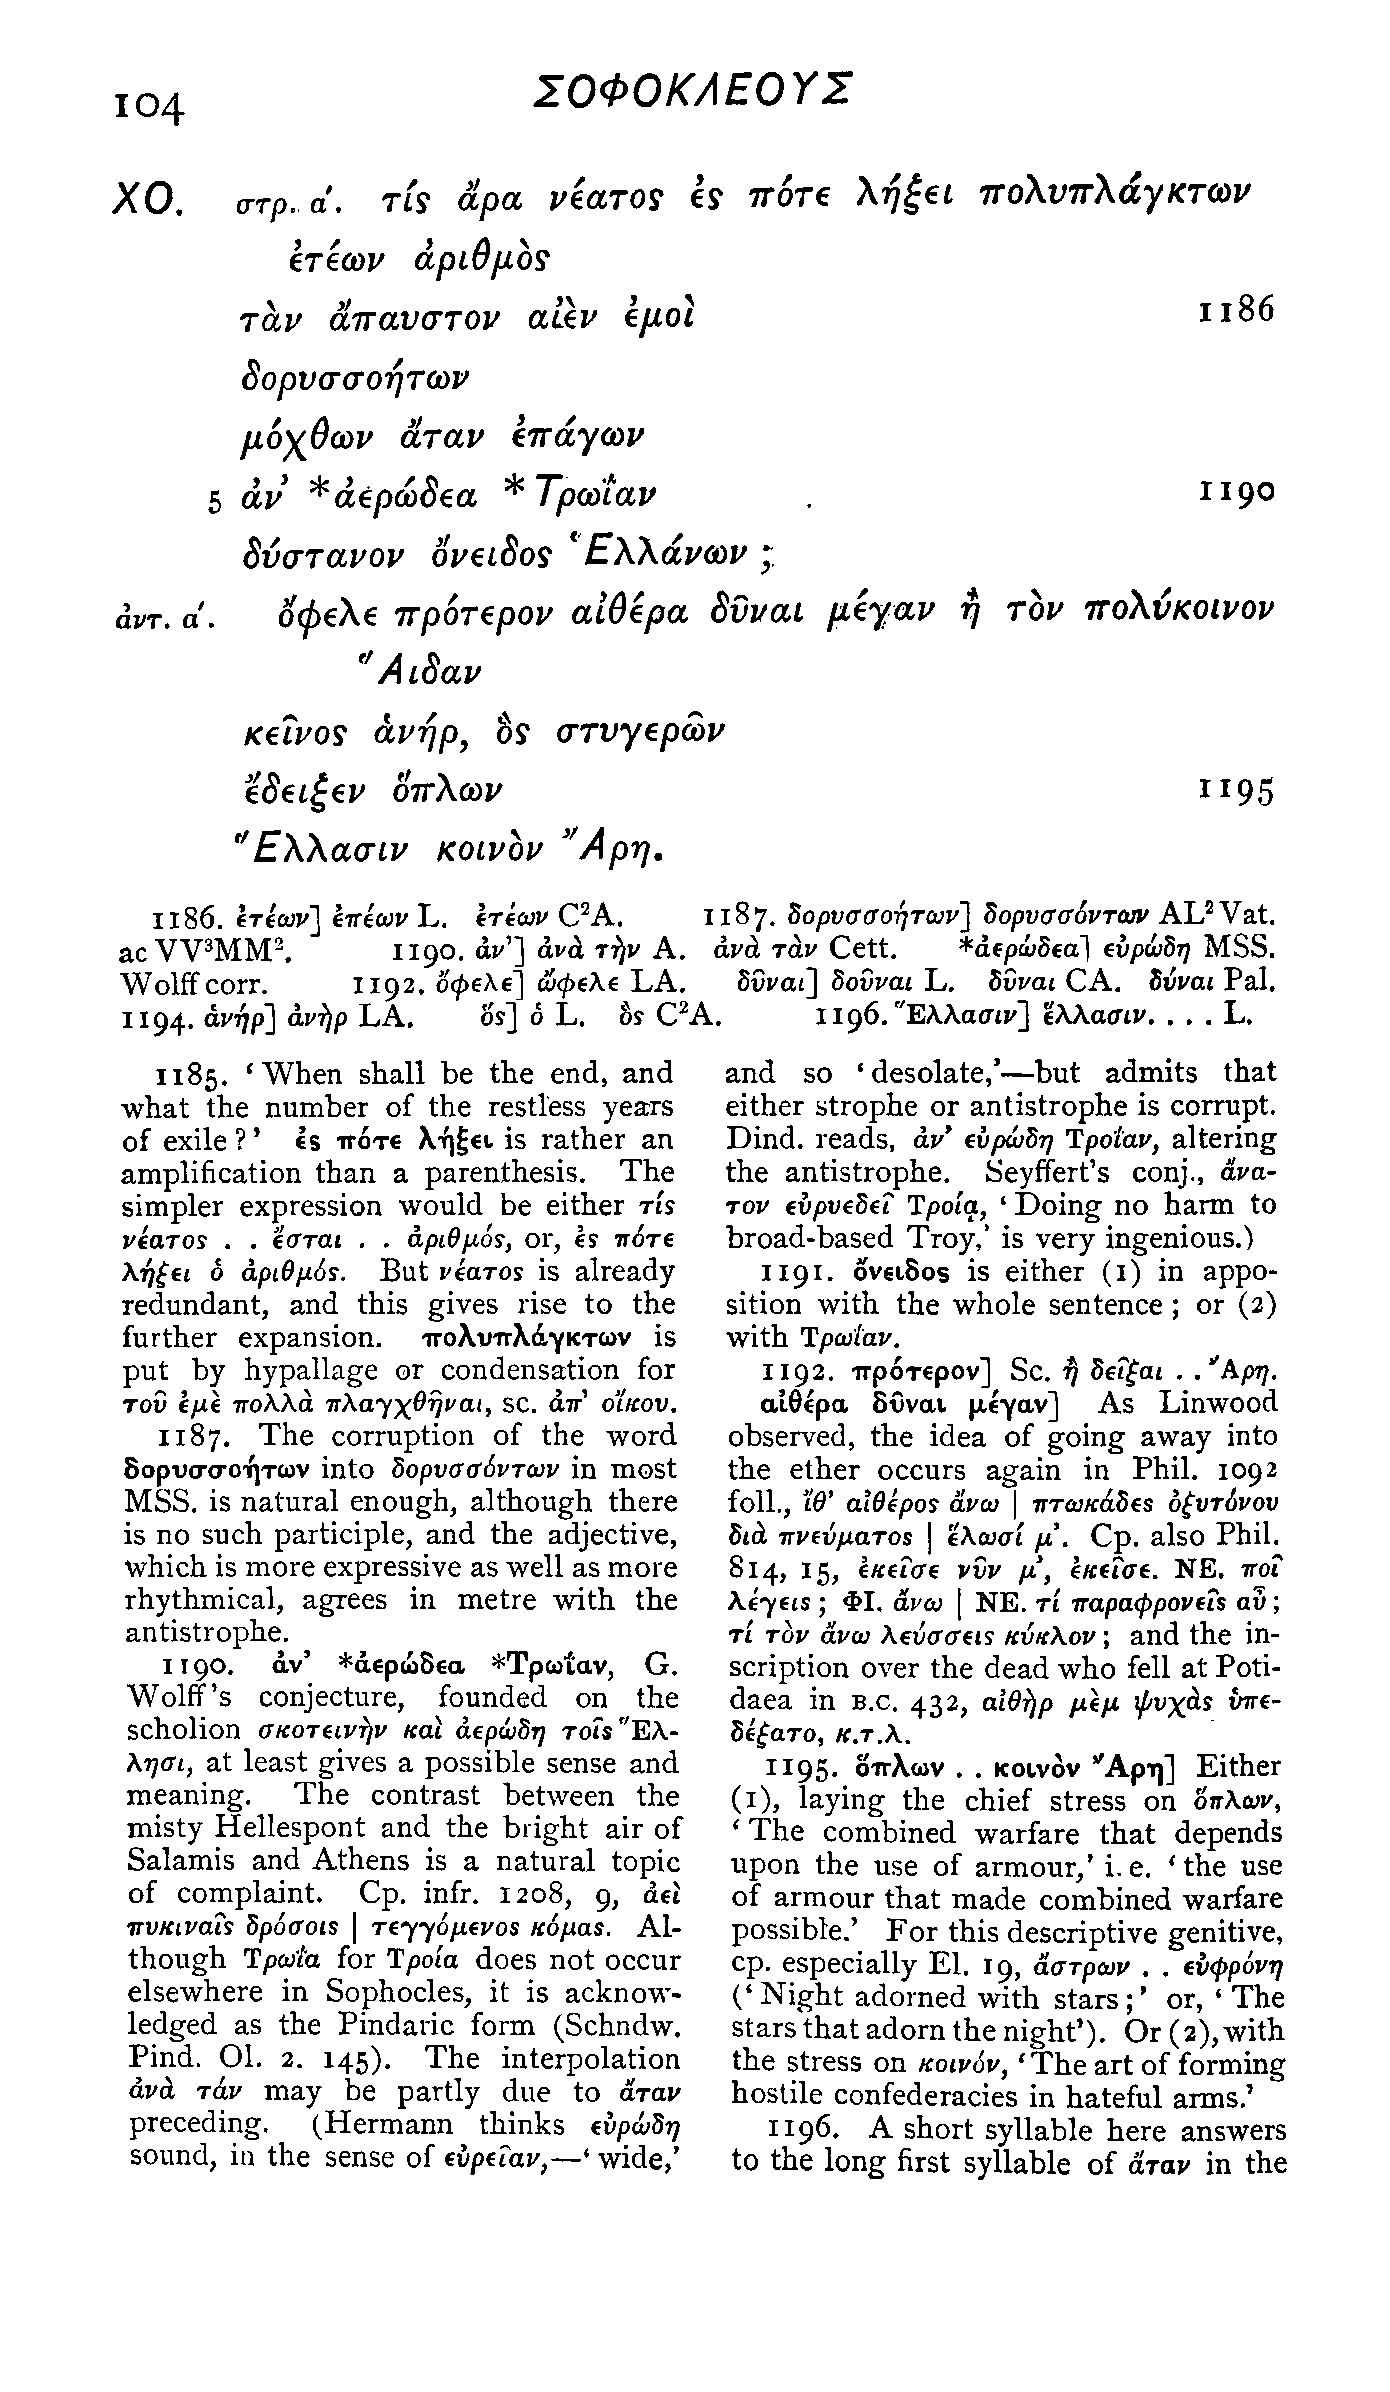 104
ΣΟΦΟΚΛΕΟΥΣ
ΧΟ. στρ. α΄. τίς ἄρα νέατος ἐς πότε λήξει πολυπλάγκτων
ἐτέων ἀριθμὸς
τὰν ἄπαυστον αἰὲν ἐμοὶ 1186
δορυσσοήτων
μόχθων ἄταν ἐπάγων
5 ἀν’ *ἀερώδεα *Τρωΐαν 1190
δύστανον ὄνειδος Ἑλλάνων ;
ἀντ. α΄. ὄφελε πρότερον αἰθέρα δῦναι μέγαν ἢ τὸν πολύκοινον
Ἅιδαν
κεῖνος ἁνήρ, ὃς στυγερῶν
ἔδειξεν ὅπλων 1195
Ἕλλασιν κοινὸν Ἄρη.
1186. ἐτέων] ἐπέων L. ἐτέων C²A. 1187. δορυσσοήτων] δορυσσόντων AL² Vat.
ac VV³MM². 1190. ἀν’] ἀνὰ τὴν A. ἀνὰ τὰν Cett. *ἀερώδεα] εὐρώδη MSS.
Wolff corr. 1192. ὄφελε] ὤφελε LA. δῦναι] δοῦναι L. δῦναι CA. δύναι Pal.
1194. ἁνήρ] ἀνὴρ LA. ὅς] ὁ L. ὃς C²A. 1196. Ἕλλασιν] ἕλλασιν. . . . L.
1185. ‘When shall be the end, and
what the number of the restless years
of exile?’ ἐς πότε λήξει is rather an
amplification than a parenthesis. The
simpler expression would be either τίς
νέατος . . ἔσται . . ἀριθμός, or, ἐς πότε
λήξει ὁ ἀριθμός. But νέατος is already
redundant, and this gives rise to the
further expansion. πολυπλάγκτων is
put by hypallage or condensation for
τοῦ ἐμὲ πολλὰ πλαγχθῆναι, sc. ἀπ’ οἴκου.
1187. The corruption of the word
δορυσσοήτων into δορυσσόντων in most
MSS. is natural enough, although there
is no such participle, and the adjective,
which is more expressive as well as more
rhythmical, agrees in metre with the
antistrophe.
1190. ἀν’ *ἀερώδεα *Τρωΐαν, G.
Wolff’s conjecture, founded on the
scholion σκοτεινὴν καὶ ἀερώδη τοῖς Ἕλ-
λησι, at least gives a possible sense and
meaning. The contrast between the
misty Hellespont and the bright air of
Salamis and Athens is a natural topic
of complaint. Cp. infr. 1208, 9, ἀεὶ
πυκιναῖς δρόσοις | τεγγόμενος κόμας. Al-
though Τρωΐα for Τροία does not occur
elsewhere in Sophocles, it is acknow-
ledged as the Pindaric form (Schndw.
Pind. Ol. 2. 145). The interpolation
ἀνὰ τάν may be partly due to ἄταν
preceding. (Hermann thinks εὐρώδη
sound, in the sense of εὐρεῖαν,—‘wide,’
and so ‘desolate,’—but admits that
either strophe or antistrophe is corrupt.
Dind. reads, ἀν’ εὐρώδη Τροΐαν, altering
the antistrophe. Seyffert’s conj., ἄνα-
τον εὐρυεδεῖ Τροίᾳ, ‘Doing no harm to
broad-based Troy,’ is very ingenious.)
1191. ὄνειδος is either (1) in appo-
sition with the whole sentence ; or (2)
with Τρωΐαν.
1192. πρότερον] Sc. ἢ δεῖξαι . . Ἄρη.
αἰθέρα δῦναι μέγαν] As Linwood
observed, the idea of going away into
the ether occurs again in Phil. 1092
foll., ἴθ’ αἰθέρος ἄνω | πτωκάδες ὀξυτόνου
διὰ πνεύματος | ἕλωσί μ’. Cp. also Phil.
814, 15, ἐκεῖσε νῦν μ’, ἐκεῖσε. ΝΕ. ποῖ
λέγεις ; ΦΙ. ἄνω | ΝΕ. τί παραφρονεῖς αὖ ;
τί τὸν ἄνω λεύσσεις κύκλον ; and the in-
scription over the dead who fell at Poti-
daea in B.C. 432, αἰθὴρ μὲμ ψυχὰς ὑπε-
δέξατο, κ.τ.λ.
1195. ὅπλων . . κοινὸν Ἄρη] Either
(1), laying the chief stress on ὅπλων,
‘The combined warfare that depends
upon the use of armour,’ i. e. ‘the use
of armour that made combined warfare
possible.’ For this descriptive genitive,
cp. especially El. 19, ἄστρων . . εὐφρόνη
(‘Night adorned with stars ;’ or, ‘The
stars that adorn the night’). Or (2), with
the stress on κοινόν, ‘The art of forming
hostile confederacies in hateful arms.’
1196. A short syllable here answers
to the long first syllable of ἄταν in the